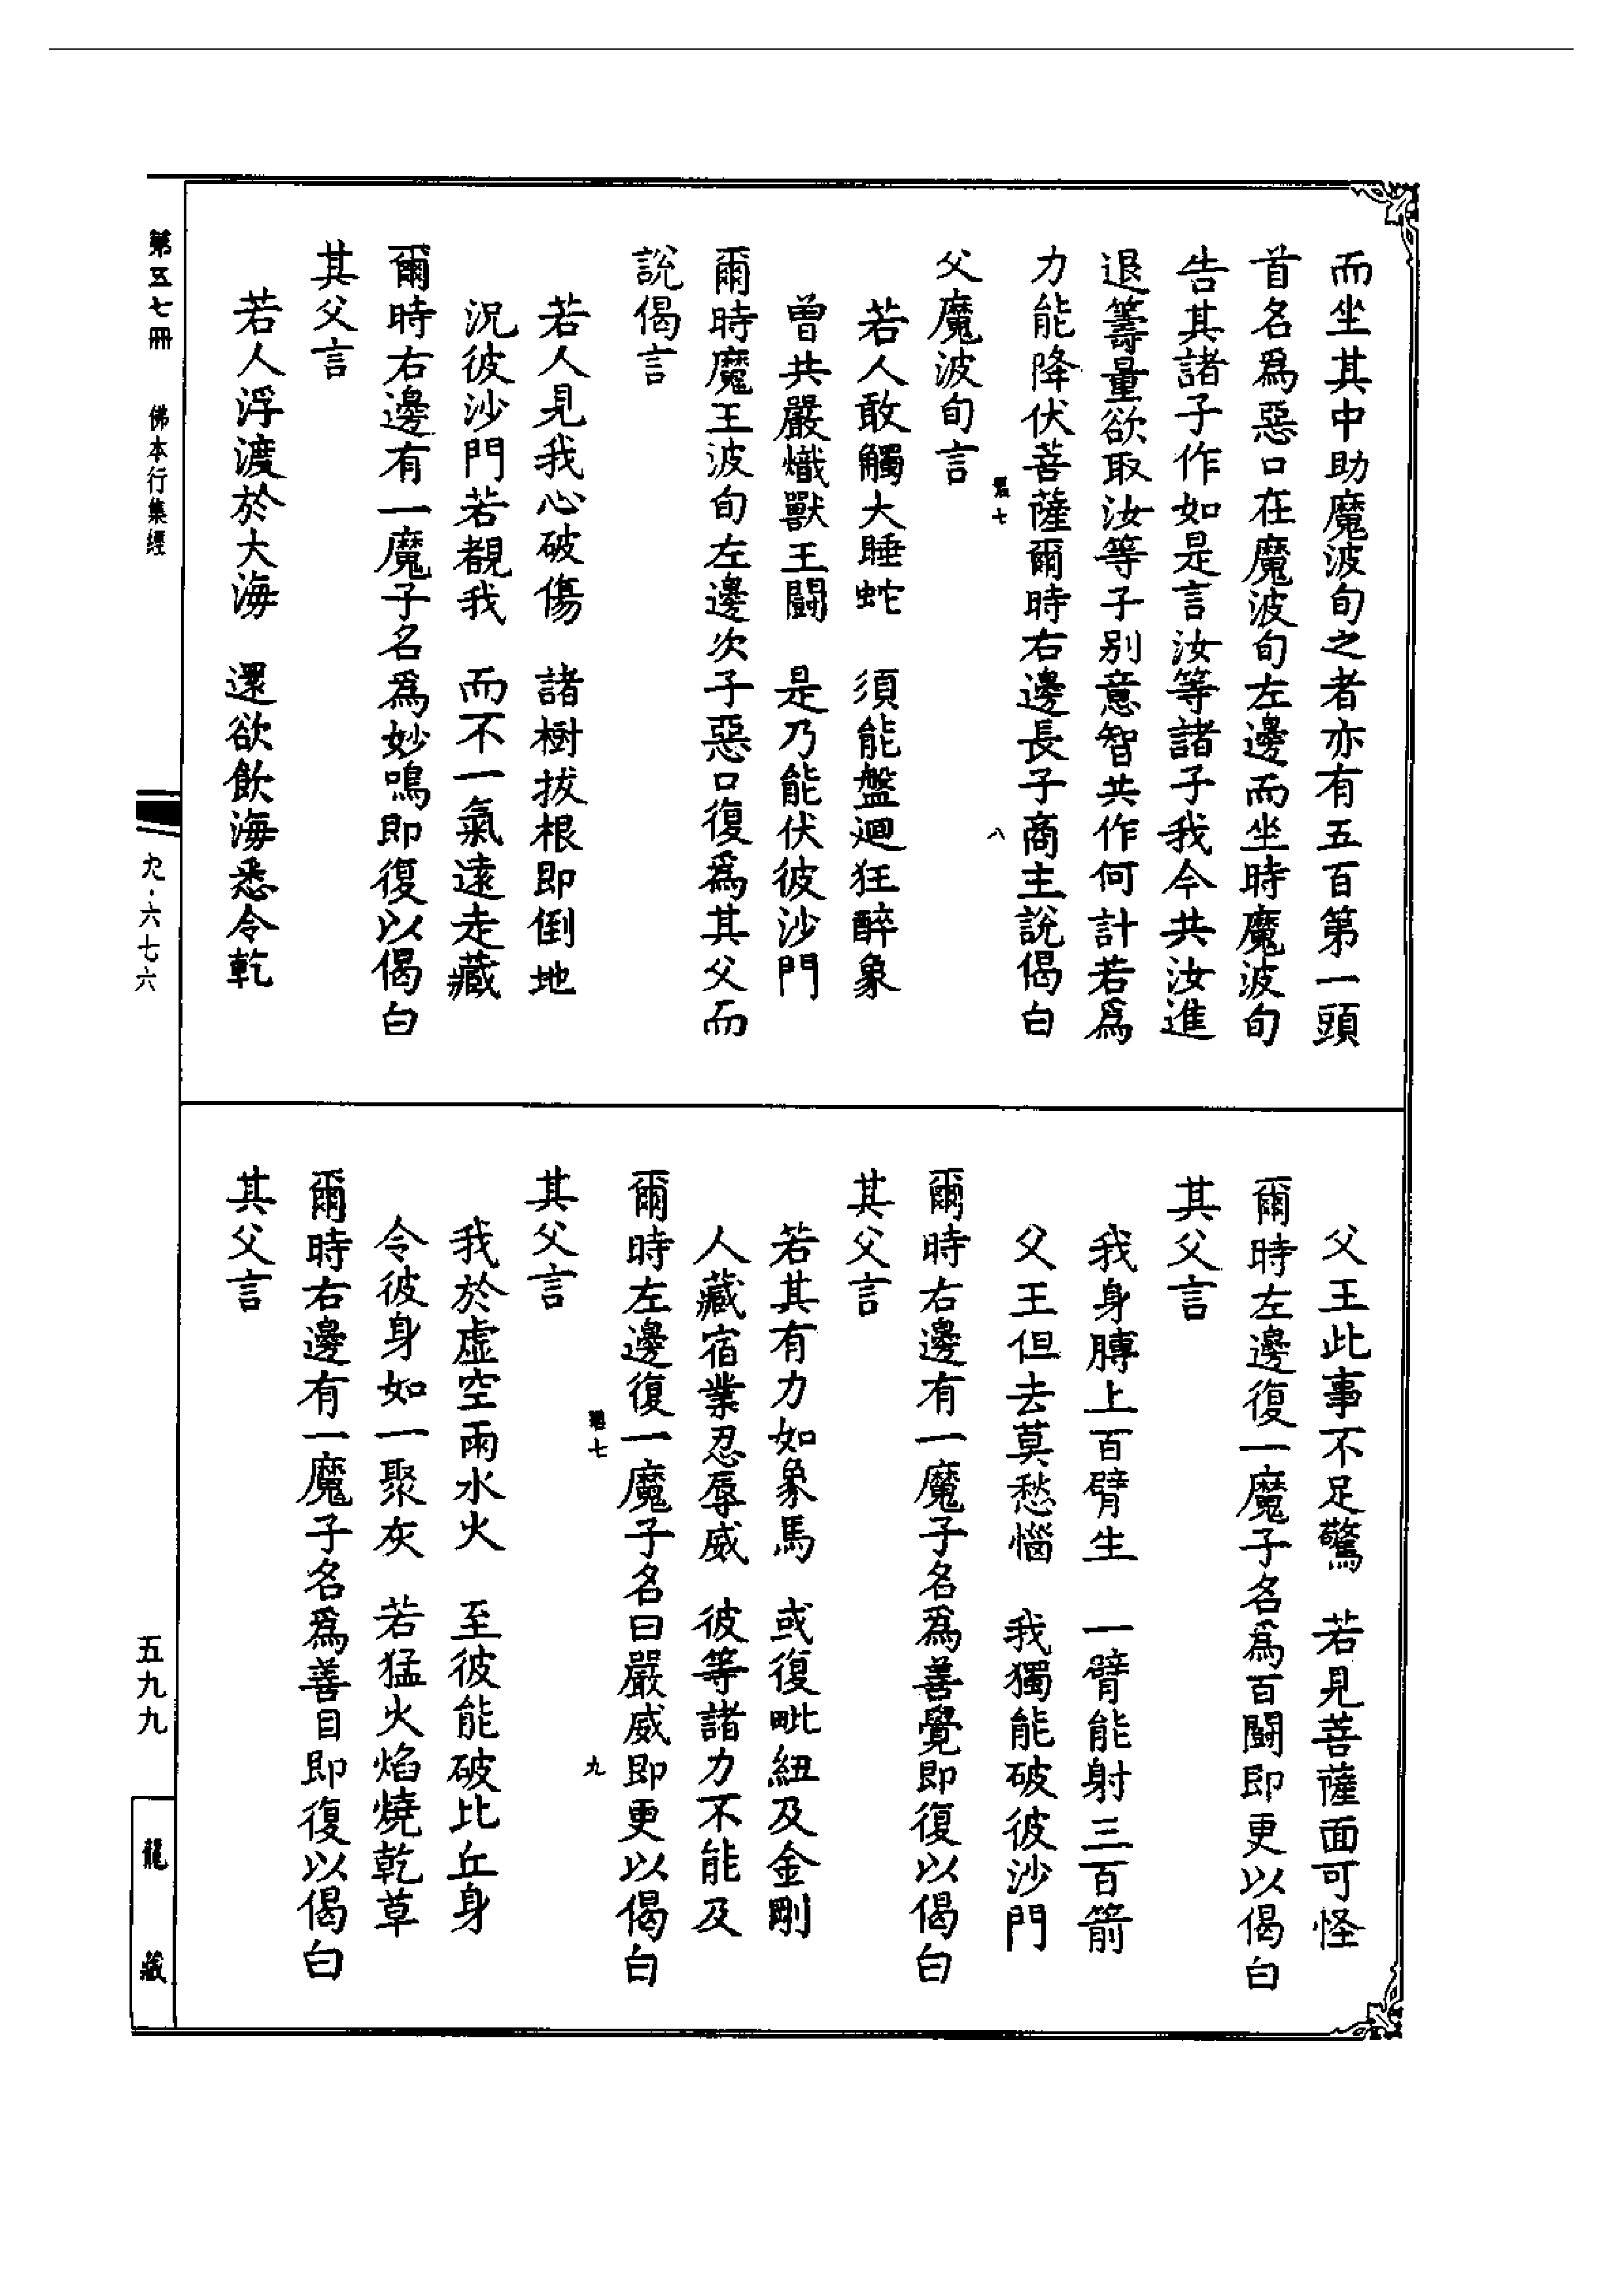 而坐其中助魔波旬之者亦有五百第一頭
首名爲惡口在魔波旬左邊而坐時魔波旬
告其諸子作如是言汝等諸子我今共汝進
退籌量欲取汝等子別意智共作何計若爲
力能降伏菩薩爾時右邊長子商主說偈白
七 八
父魔波旬言
若人敢觸大睡蛇 須能盤迴狂醉象
曾共嚴熾獸王鬪 是乃能伏彼沙門
爾時魔王波旬左邊次子惡口復爲其父而
說偈言
若人見我心破傷 諸樹拔根即倒地
況彼沙門若覩我 而不一氣遠走藏
爾時右邊有一魔子名爲妙鳴即復以偈白
其父言
若人浮渡於大海 還欲飲海悉令乾
父王此事不足驚 若見菩薩面可怪
爾時左邊復一魔子名爲百鬪即更以偈白
其父言
我身膊上百臂生 一臂能射三百箭
父王但去莫愁惱 我獨能破彼沙門
爾時右邊有一魔子名爲善覺即復以偈白
其父言
若其有力如象馬 或復毗紐及金剛
人藏宿業忍辱威 彼等諸力不能及
爾時左邊復一魔子名曰嚴威即更以偈白
七 九
其父言
我於虛空雨水火 至彼能破比丘身
令彼身如一聚灰 若猛火焰燒乾草
爾時右邊有一魔子名爲善目即復以偈白
其父言
第五七冊 佛本行集經
九·六七六
五九九
龍藏